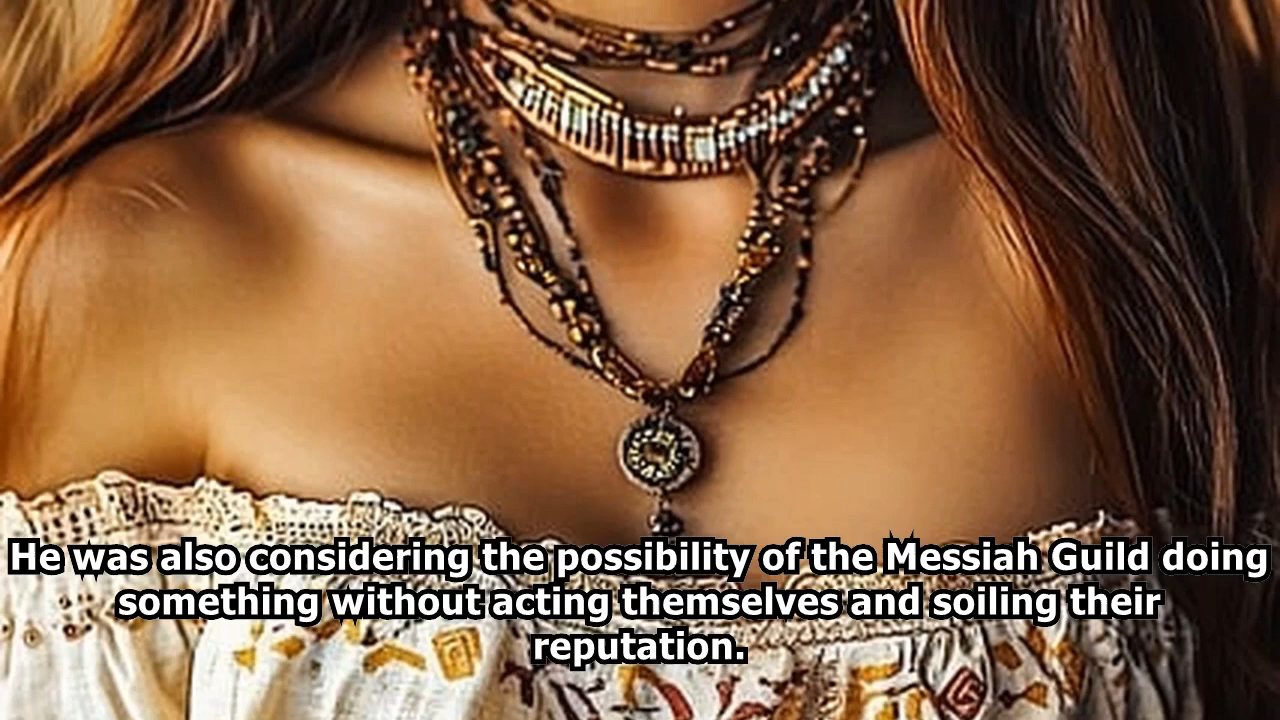 He was also considering the possibility of the Messiah Guild doing
something without acting themselves and soiling their
reputation.